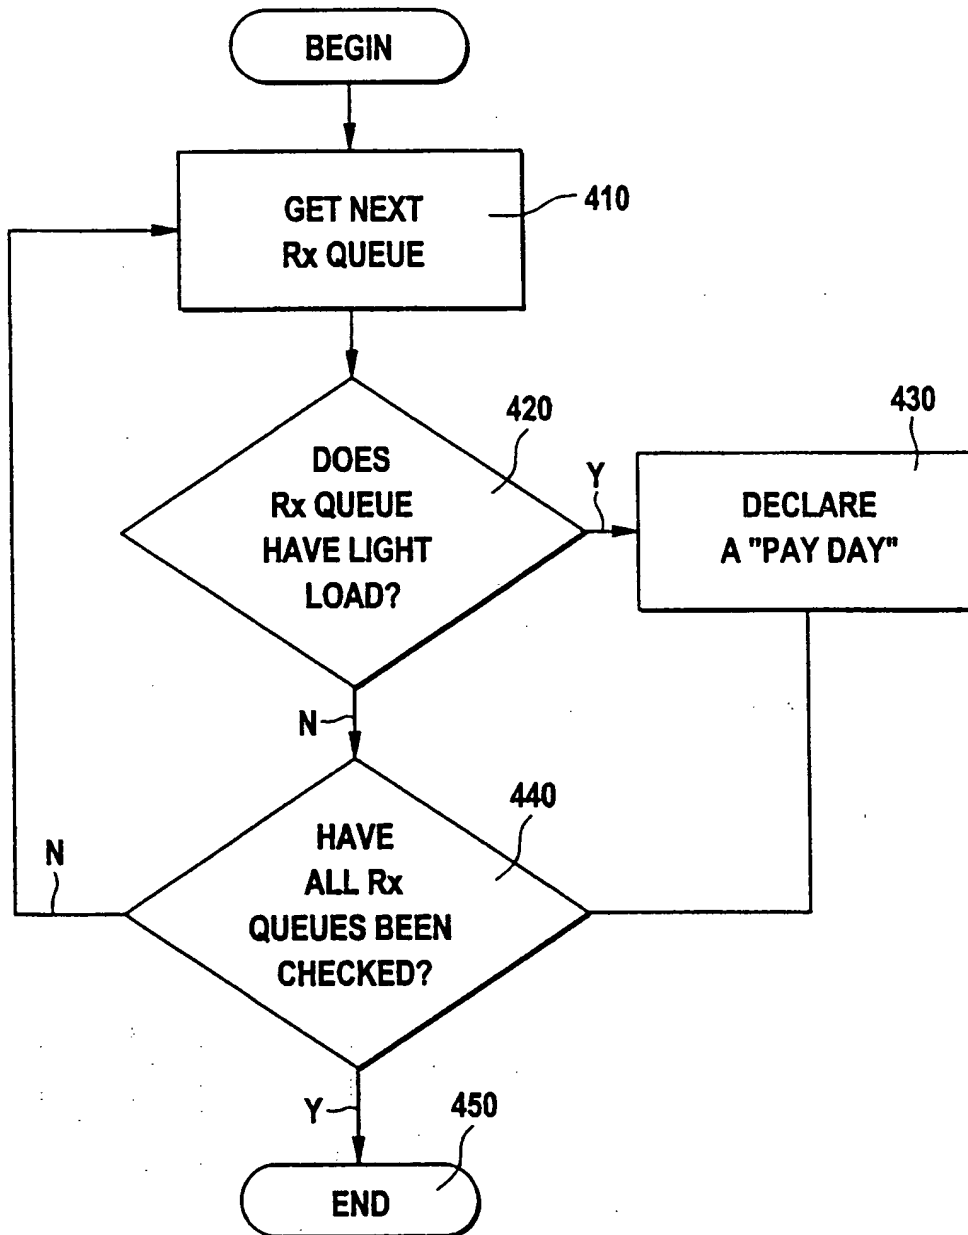 BEGIN
GET NEXT
Rx QUEUE
410
DOES
Rx QUEUE
HAVE LIGHT
LOAD?
420
Y
430
DECLARE
A "PAY DAY"
N
HAVE
ALL Rx
QUEUES BEEN
CHECKED?
440
N
Y
450
END